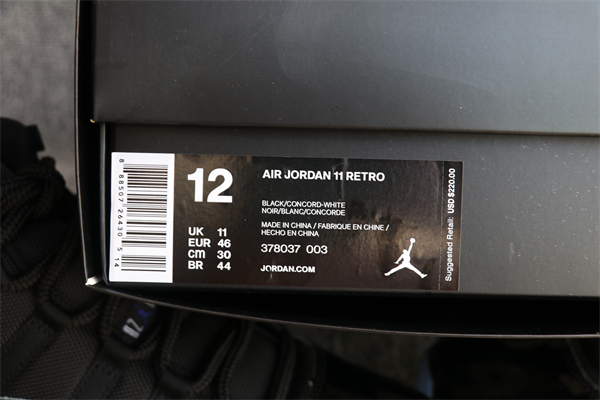 8 88507 26430 5 14
12
AIR JORDAN 11 RETRO
BLACK/CONCORD-WHITE
NOIR/BLANC/CONCORDE
MADE IN CHINA / FABRIQUE EN CHINE /
HECHO EN CHINA
378037 003
JORDAN.COM
UK 11
EUR 46
CM 30
BR 44
Suggested Retail: USD $220.00